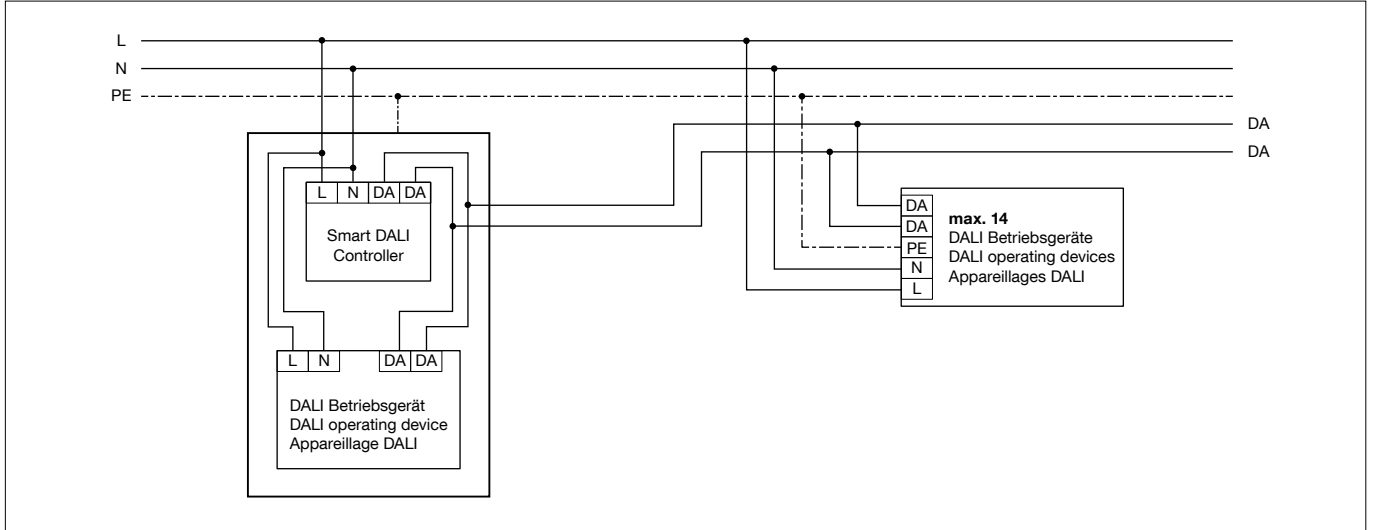 L
N
PE
DA
DA
L N DA DA
Smart DALI
Controller
L N DA DA
DALI Betriebsgerät
DALI operating device
Appareillage DALI
DA
DA
PE
N
L
max. 14
DALI Betriebsgeräte
DALI operating devices
Appareillages DALI